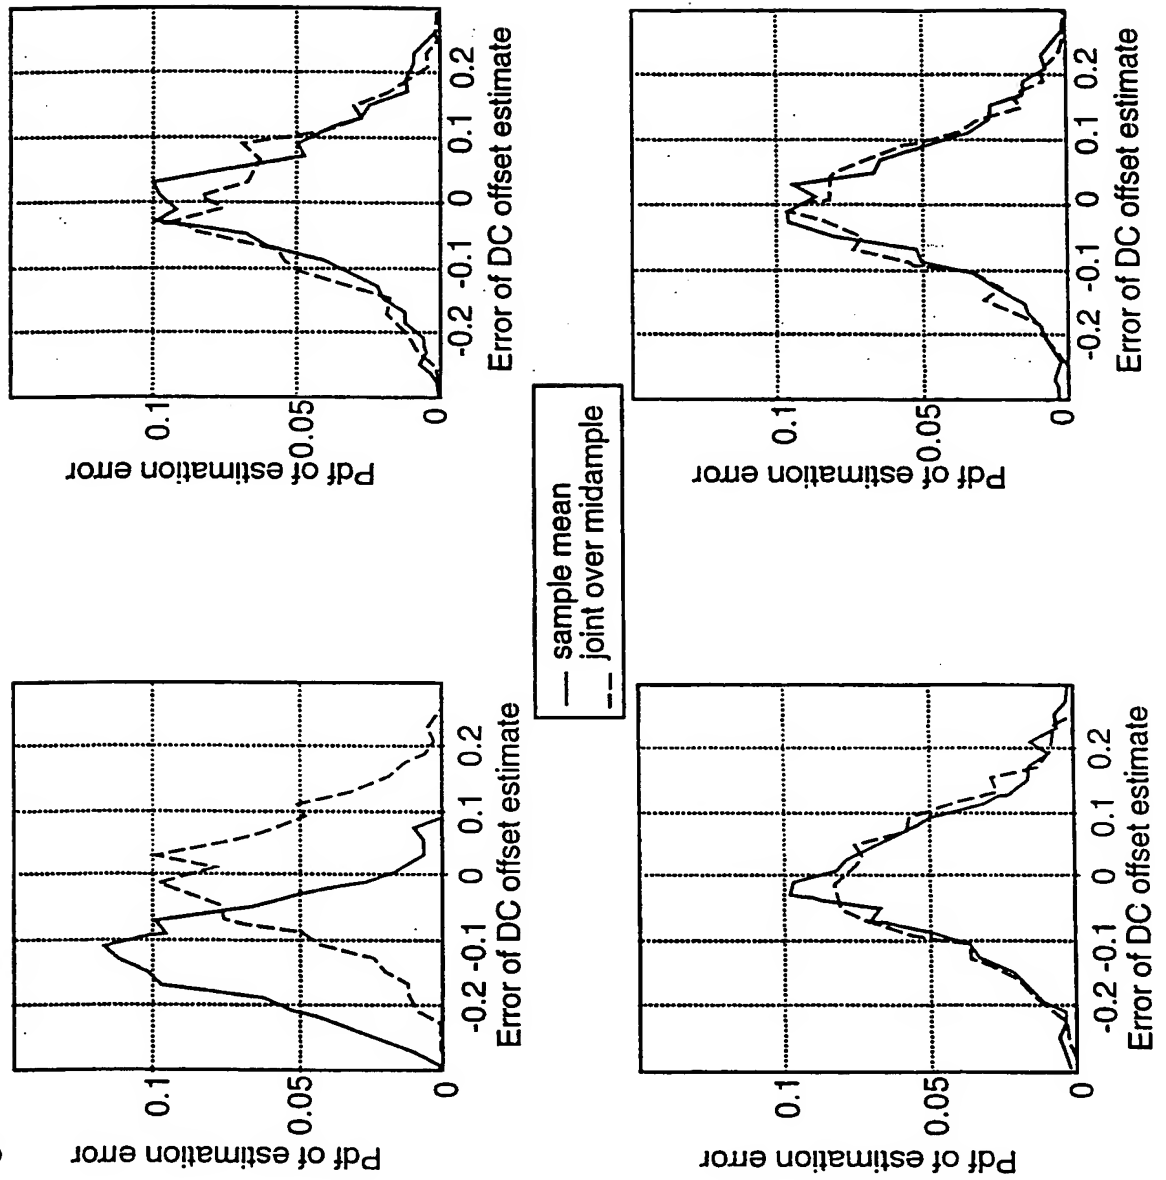 Pdf of estimation error
0.1
0.05
0
-0.2 -0.1 0 0.1 0.2
Error of DC offset estimate
Pdf of estimation error
0.1
0.05
0
-0.2 -0.1 0 0.1 0.2
Error of DC offset estimate
sample mean
joint over midample
Pdf of estimation error
0.1
0.05
0
-0.2 -0.1 0 0.1 0.2
Error of DC offset estimate
Pdf of estimation error
0.1
0.05
0
-0.2 -0.1 0 0.1 0.2
Error of DC offset estimate